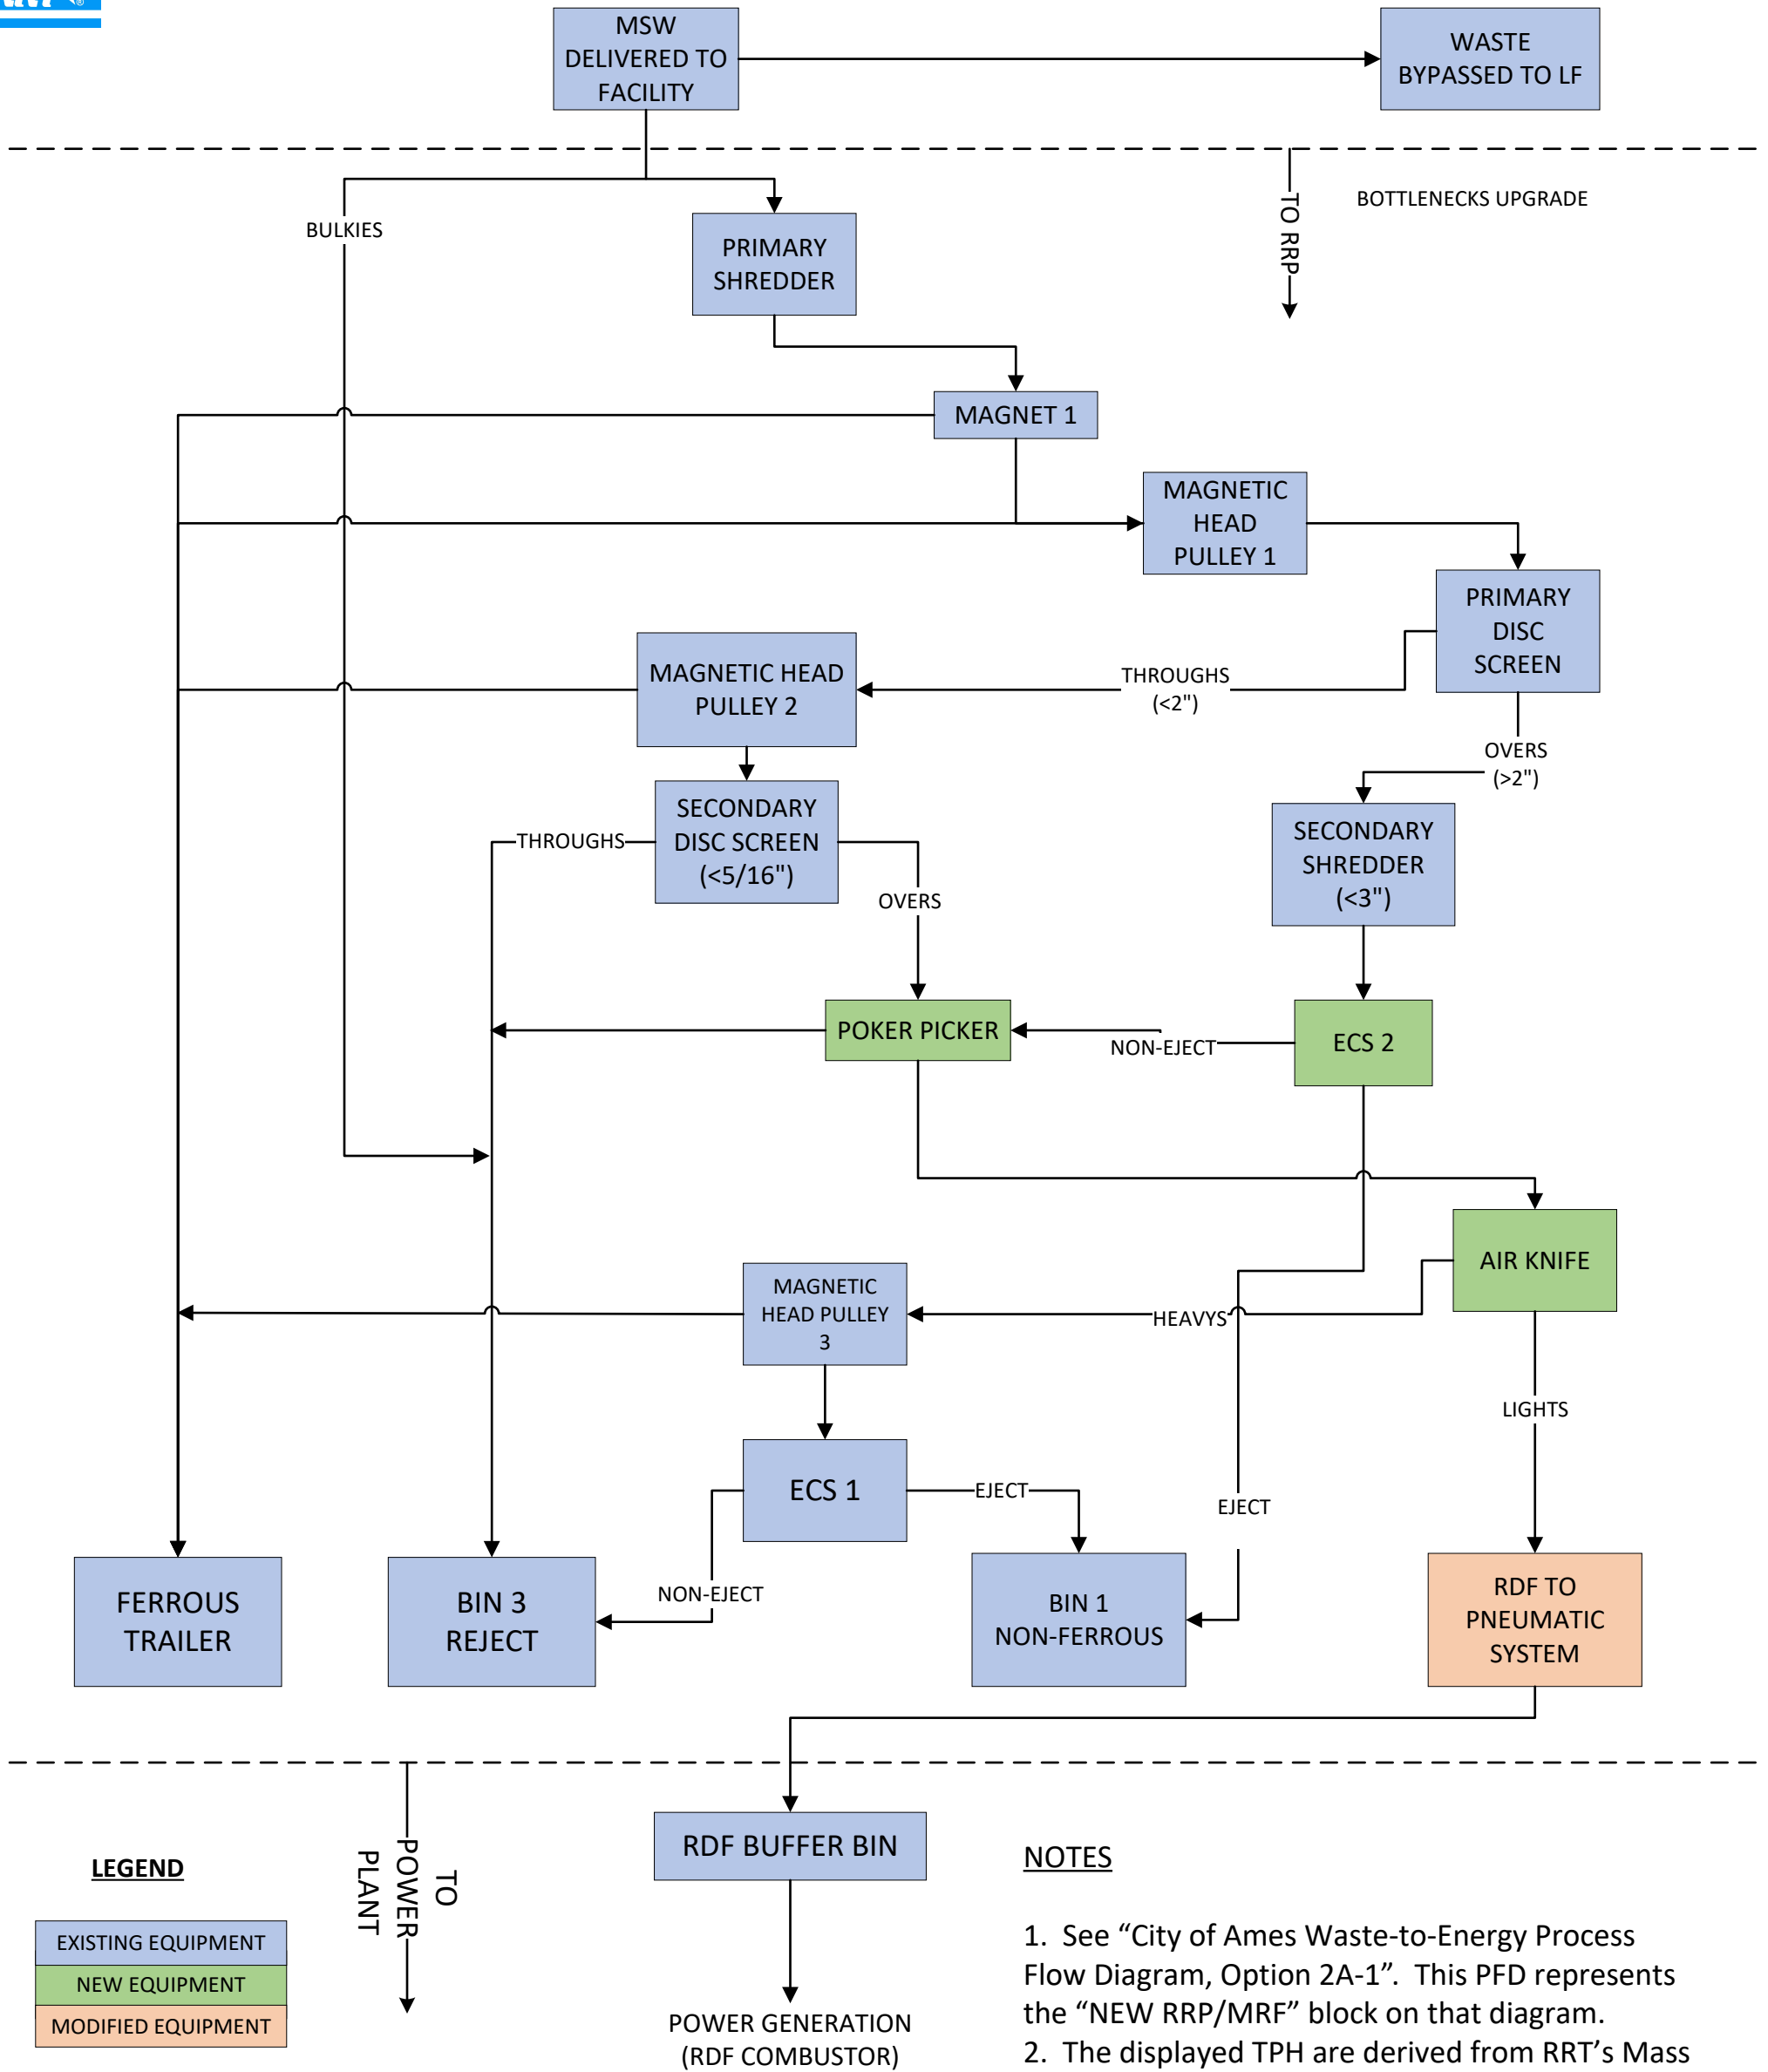 MSW
DELIVERED TO
FACILITY
WASTE
BYPASSED TO LF
BULKIES
TO RRP
BOTTLENECKS UPGRADE
PRIMARY
SHREDDER
MAGNET 1
MAGNETIC
HEAD
PULLEY 1
PRIMARY
DISC
SCREEN
MAGNETIC HEAD
PULLEY 2
THROUGHS
(<2")
OVERS
(>2")
SECONDARY
DISC SCREEN
(<5/16")
THROUGHS
OVERS
SECONDARY
SHREDDER
(<3")
POKER PICKER
NON-EJECT
ECS 2
AIR KNIFE
MAGNETIC
HEAD PULLEY
3
HEAVYS
LIGHTS
ECS 1
EJECT
EJECT
NON-EJECT
FERROUS
TRAILER
BIN 3
REJECT
BIN 1
NON-FERROUS
RDF TO
PNEUMATIC
SYSTEM
TO
POWER
PLANT
RDF BUFFER BIN
POWER GENERATION
(RDF COMBUSTOR)
LEGEND
EXISTING EQUIPMENT
NEW EQUIPMENT
MODIFIED EQUIPMENT
NOTES
1. See “City of Ames Waste-to-Energy Process
Flow Diagram, Option 2A-1”. This PFD represents
the “NEW RRP/MRF” block on that diagram.
2. The displayed TPH are derived from RRT’s Mass